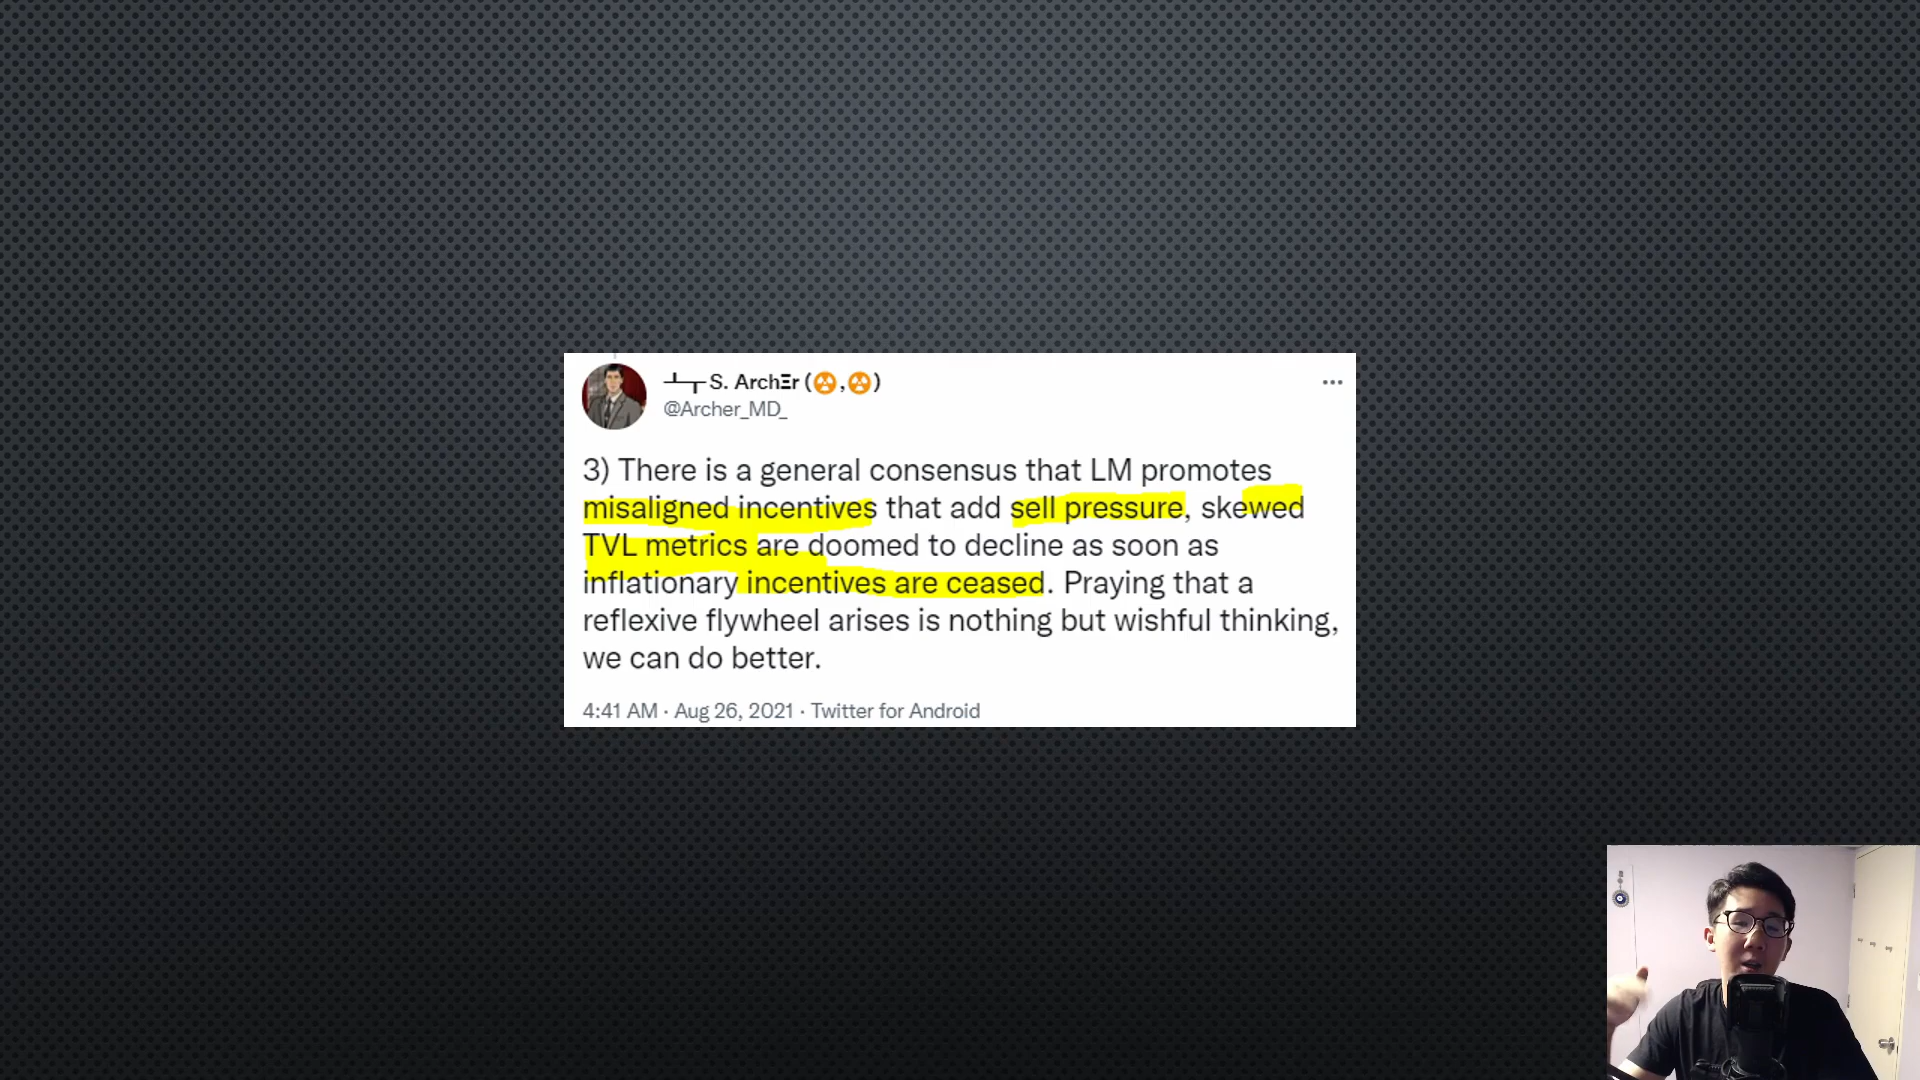 S. ArchΞr (☢️,☢️)
@Archer_MD_
3) There is a general consensus that LM promotes
misaligned incentives that add sell pressure, skewed
TVL metrics are doomed to decline as soon as
inflationary incentives are ceased. Praying that a
reflexive flywheel arises is nothing but wishful thinking,
we can do better.
4:41 AM · Aug 26, 2021 · Twitter for Android